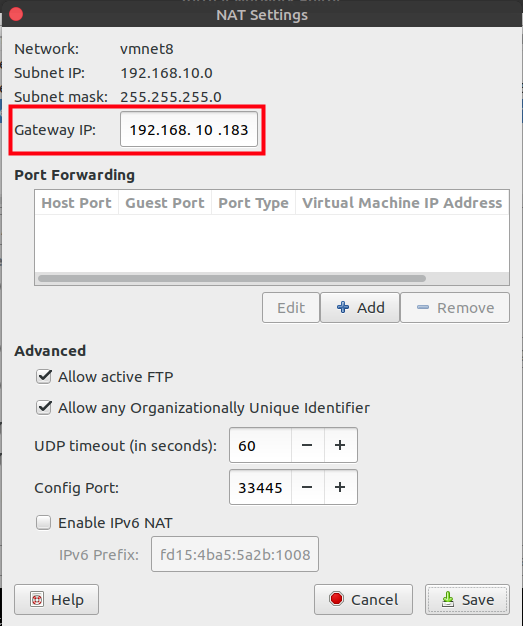 NAT Settings
Network: vmnet8
Subnet IP: 192.168.10.0
Subnet mask: 255.255.255.0
Gateway IP: 192.168. 10 .183
Port Forwarding
Host Port Guest Port Port Type Virtual Machine IP Address
Edit Add Remove
Advanced
Allow active FTP
Allow any Organizationally Unique Identifier
UDP timeout (in seconds): 60
Config Port: 33445
Enable IPv6 NAT
IPv6 Prefix: fd15:4ba5:5a2b:1008
Help Cancel Save